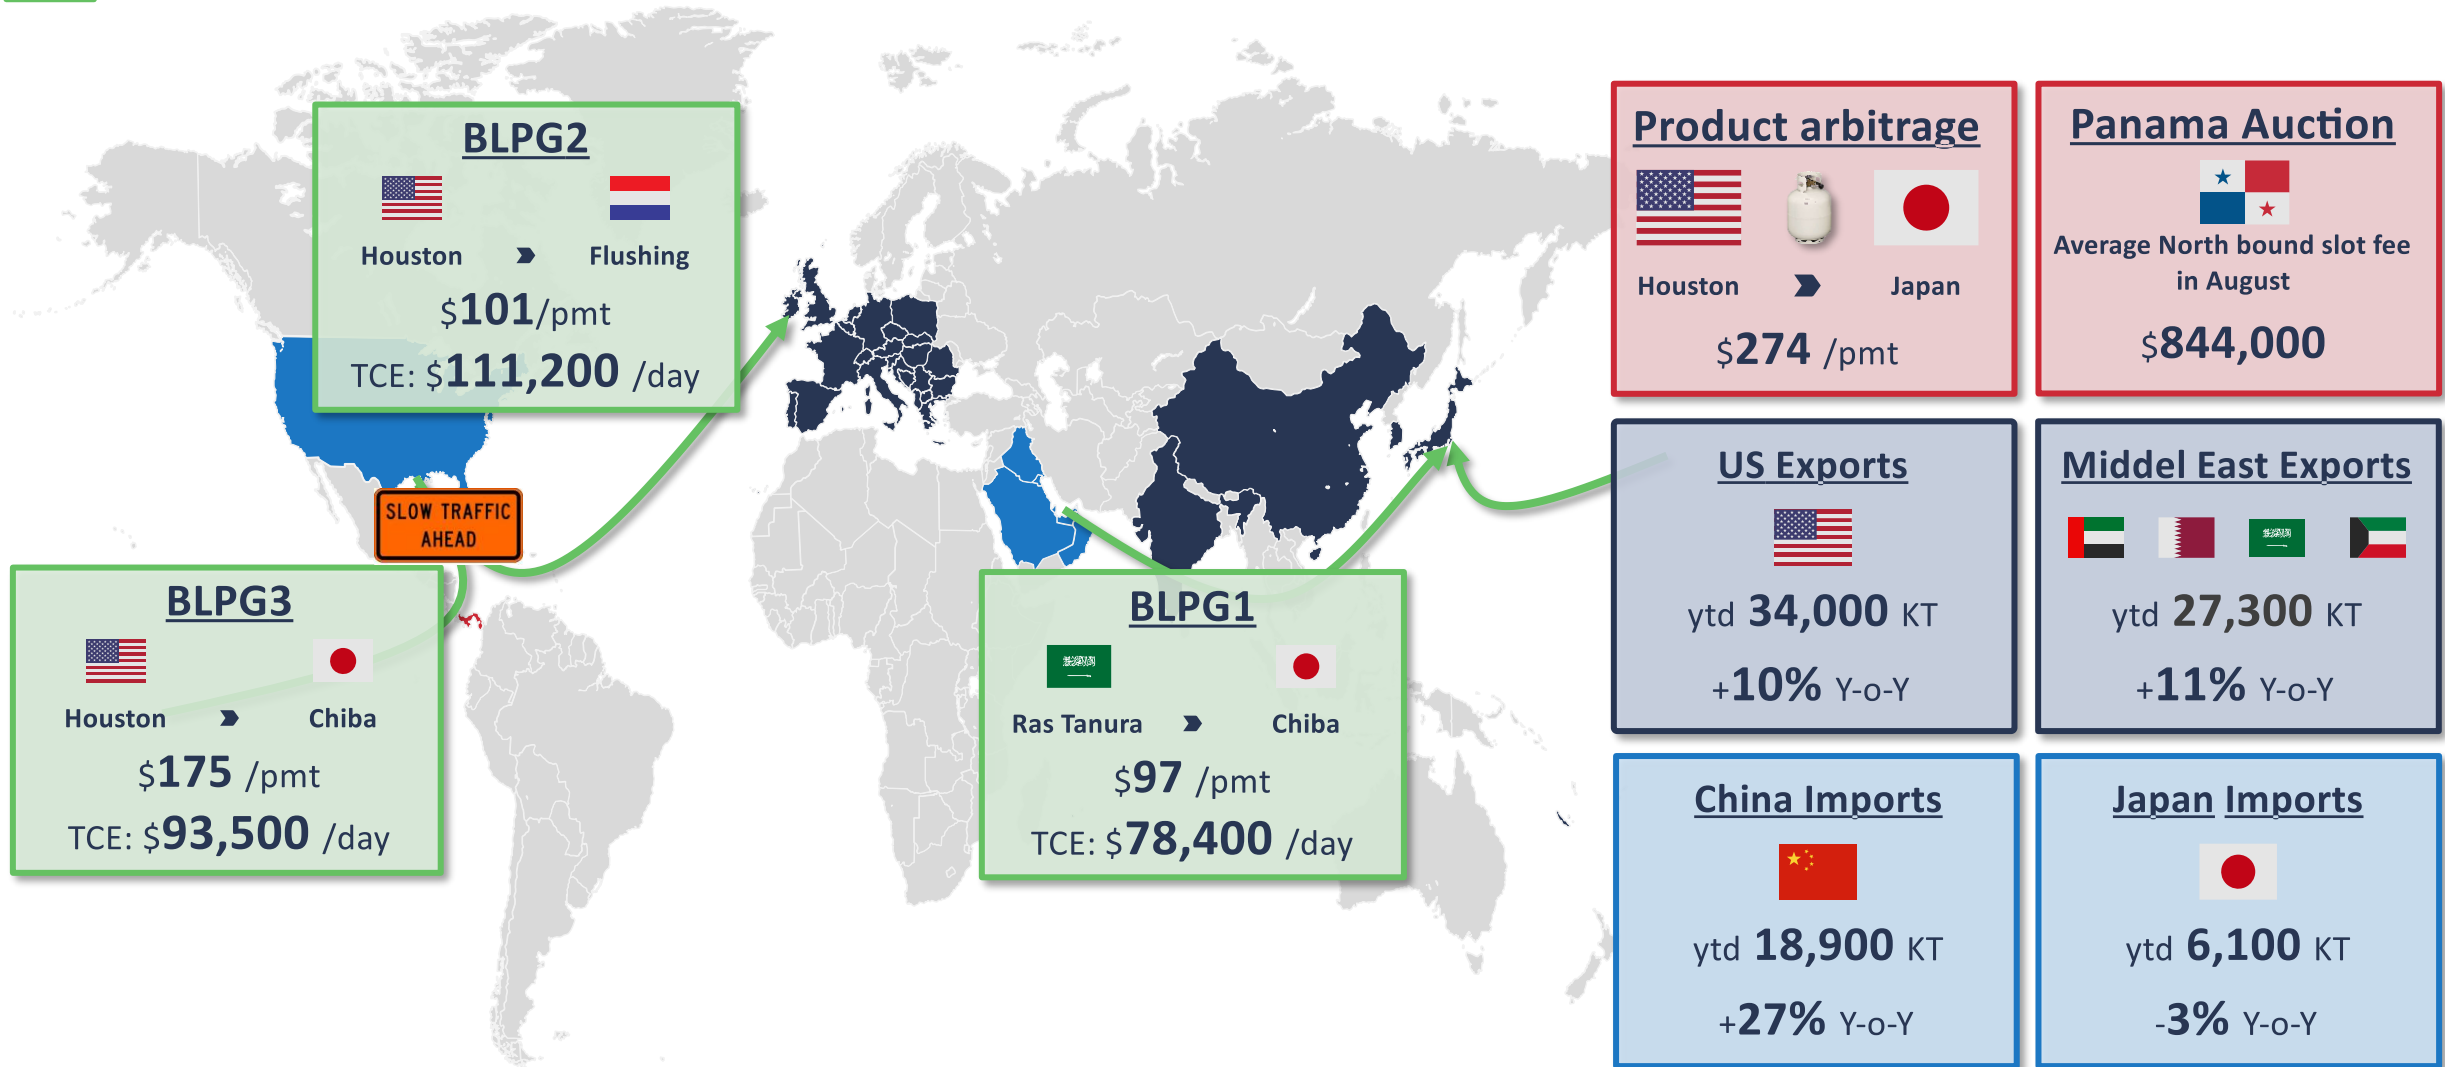 BLPG2
Houston Flushing
$101/pmt
TCE: $111,200 /day
SLOW TRAFFIC
AHEAD
BLPG3
Houston Chiba
$175 /pmt
TCE: $93,500 /day
BLPG1
Ras Tanura Chiba
$97 /pmt
TCE: $78,400 /day
Product arbitrage
Houston Japan
$274 /pmt
Panama Auction
Average North bound slot fee
in August
$844,000
US Exports
ytd 34,000 KT
+10% Y-o-Y
Middel East Exports
ytd 27,300 KT
+11% Y-o-Y
China Imports
ytd 18,900 KT
+27% Y-o-Y
Japan Imports
ytd 6,100 KT
-3% Y-o-Y